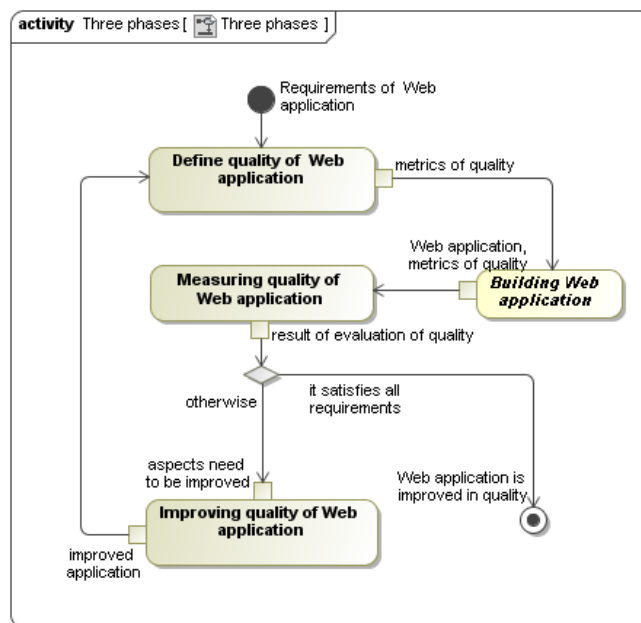 activity Three phases [ Three phases ]
Requirements of Web
application
Define quality of Web
application
metrics of quality
Web application,
metrics of quality
Measuring quality of
Web application
Building Web
application
result of evaluation of quality
otherwise
it satisfies all
requirements
aspects need
to be improved
Web application is
improved in quality
Improving quality of Web
application
improved
application